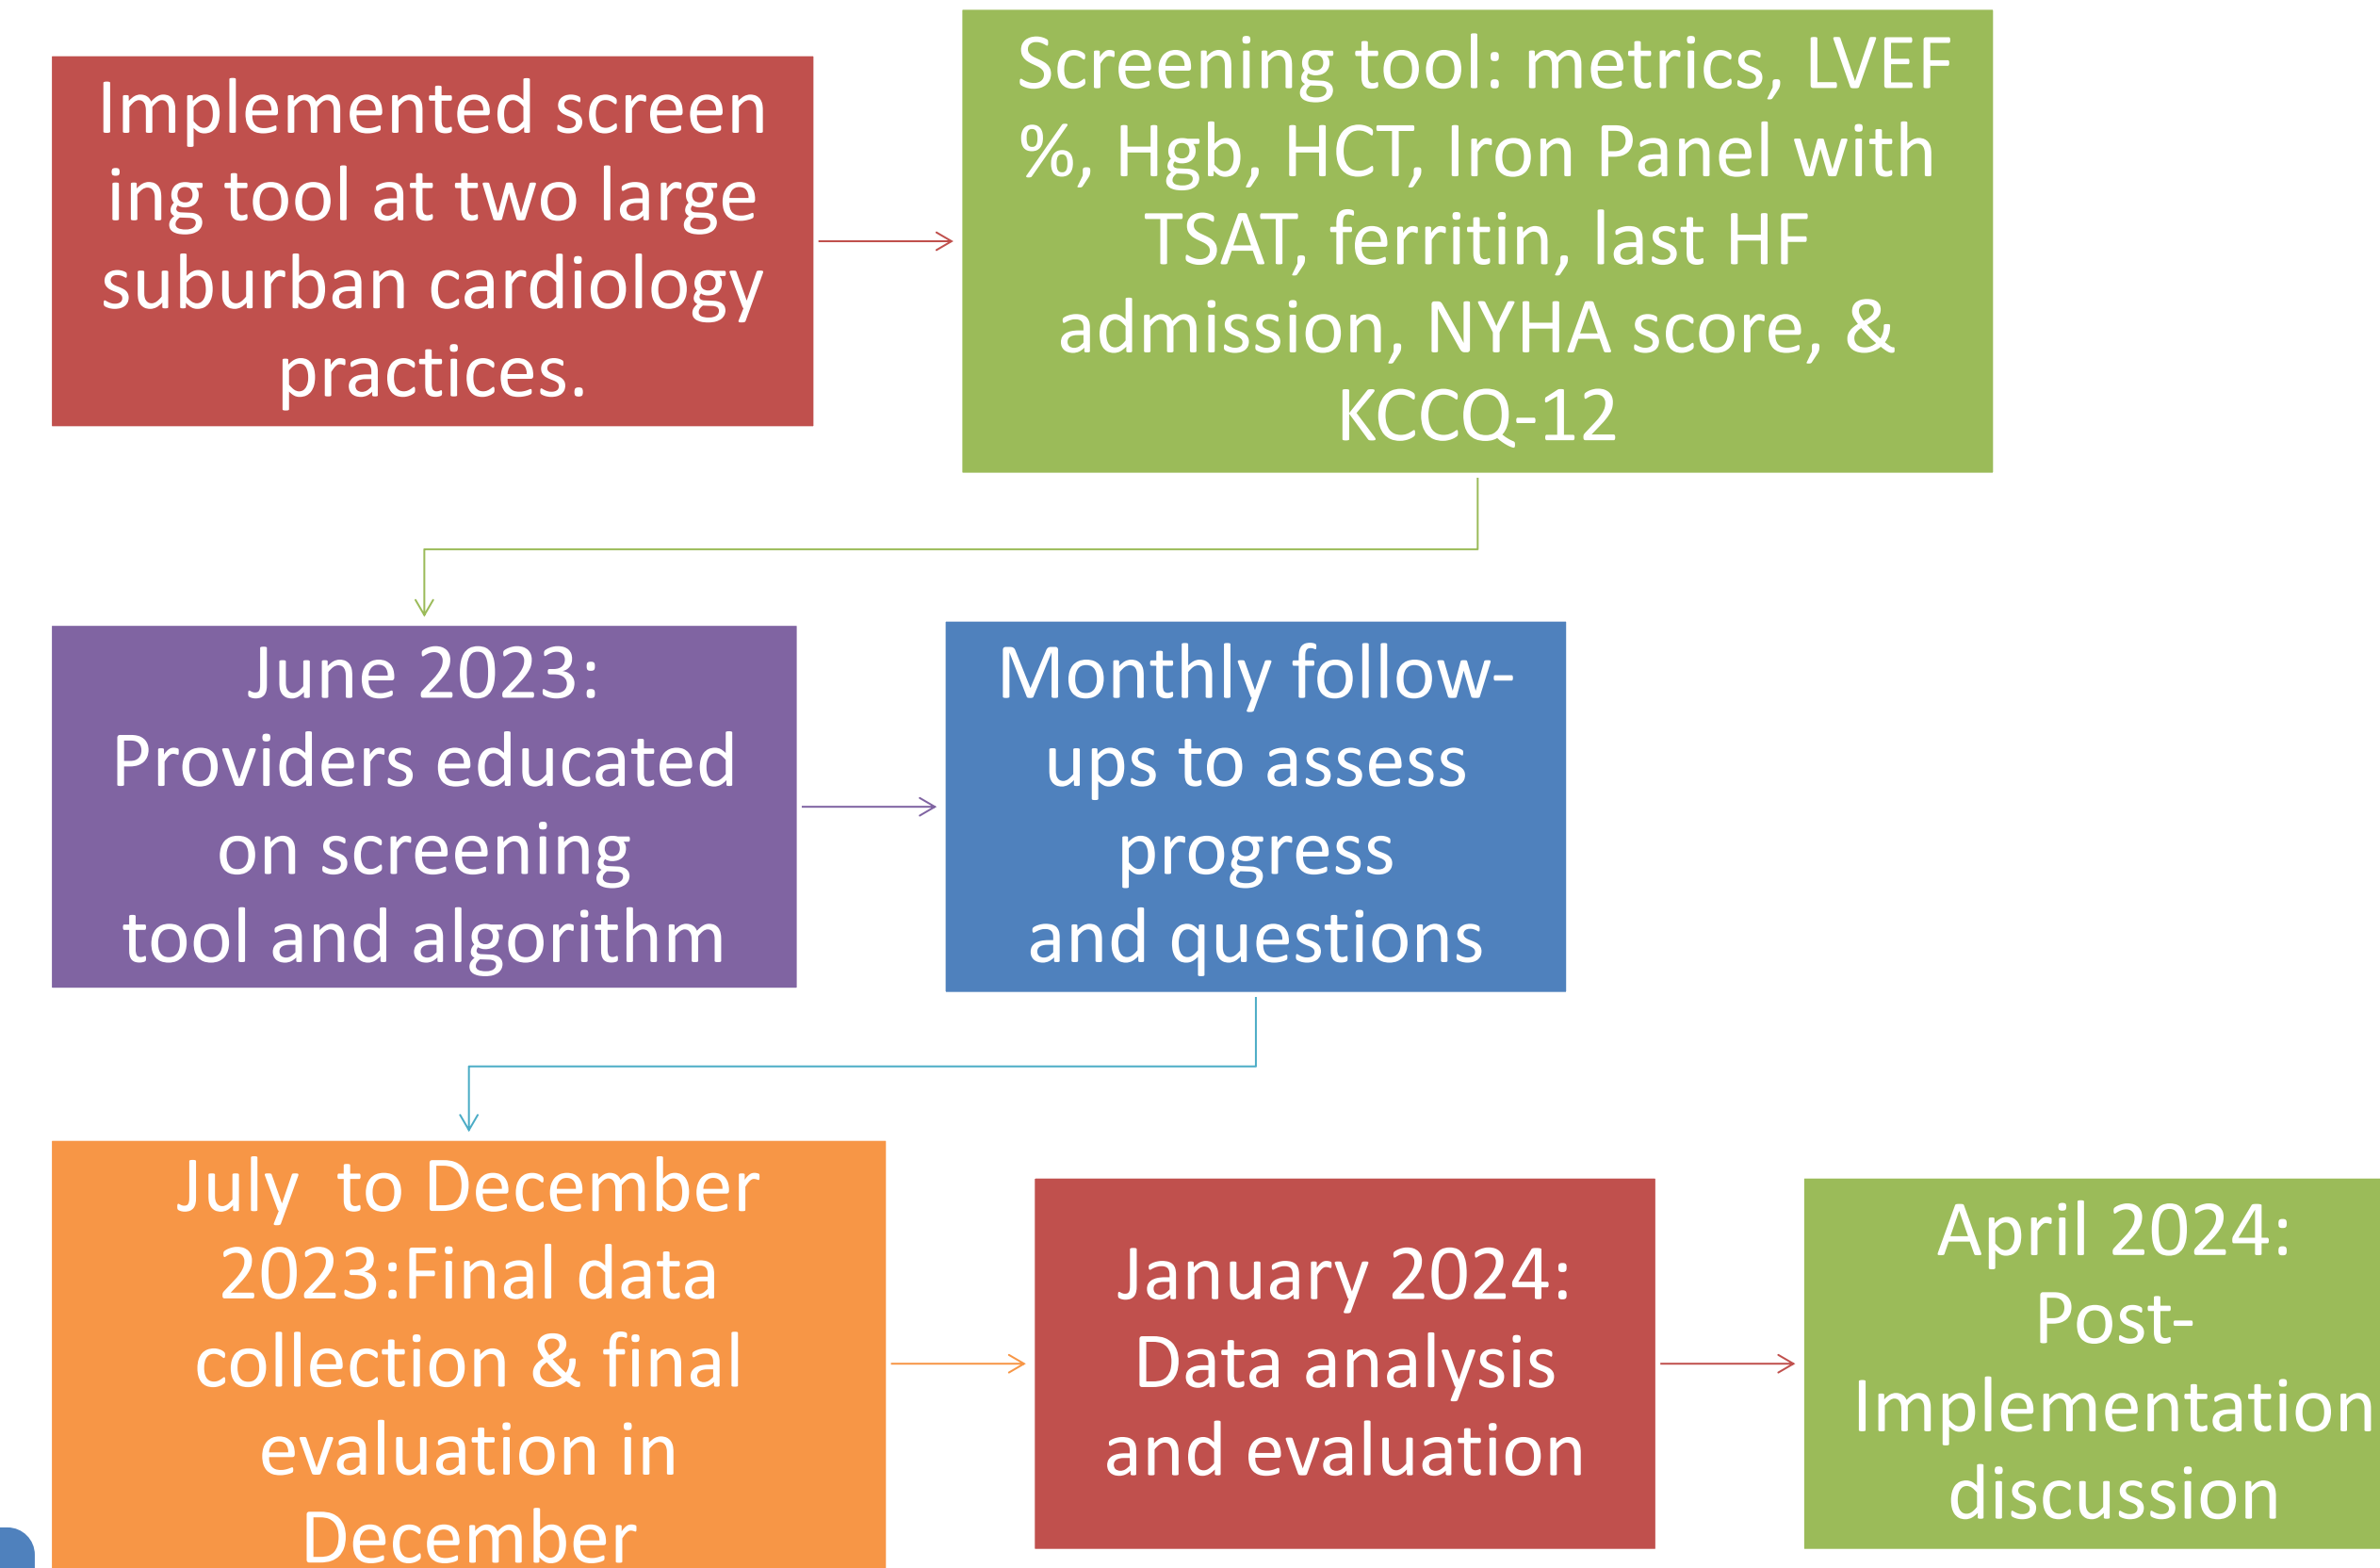 Implemented screen
ing tool at two large
suburban cardiology
practices.
Screening tool: metrics, LVEF
%, Hgb, HCT, Iron Panel with
TSAT, ferritin, last HF
admission, NYHA score, &
KCCQ-12
June 2023:
Providers educated
on screening
tool and algorithm
Monthly follow-
ups to assess
progress
and questions
July to December
2023:Final data
collection & final
evaluation in
December
January 2024:
Data analysis
and evaluation
April 2024:
Post-
Implementation
discussion